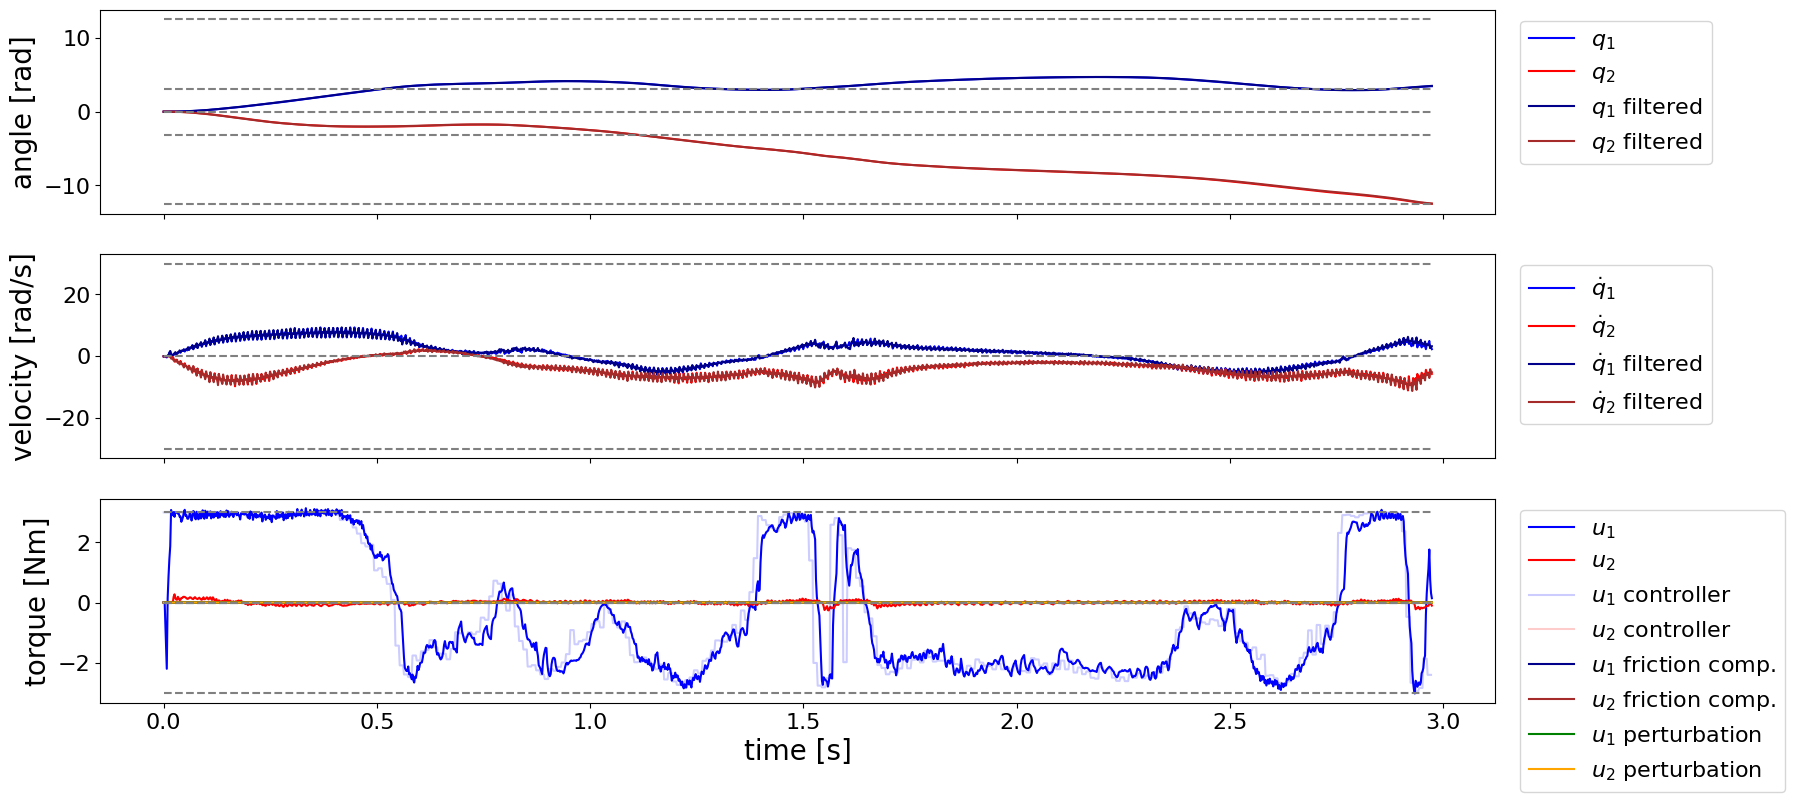 angle [rad]
10
0
−10
q₁
q₂
q₁ filtered
q₂ filtered
velocity [rad/s]
20
0
−20
q̇₁
q̇₂
q̇₁ filtered
q̇₂ filtered
torque [Nm]
2
0
−2
0.0 0.5 1.0 1.5 2.0 2.5 3.0
time [s]
u₁
u₂
u₁ controller
u₂ controller
u₁ friction comp.
u₂ friction comp.
u₁ perturbation
u₂ perturbation